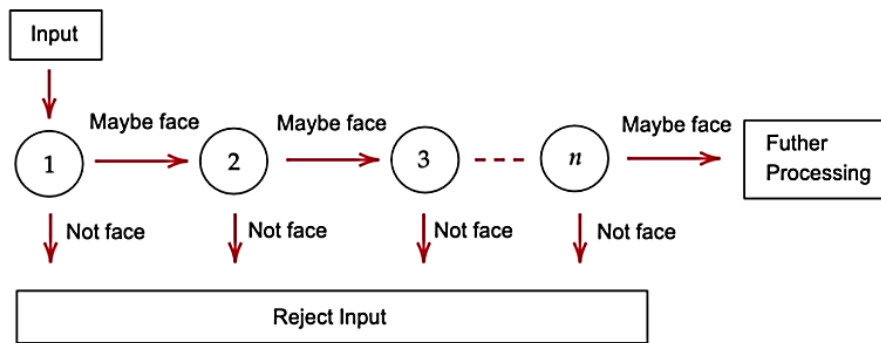 Input
Maybe face
Maybe face
Maybe face
1
2
3
n
Futher
Processing
Not face
Not face
Not face
Not face
Reject Input